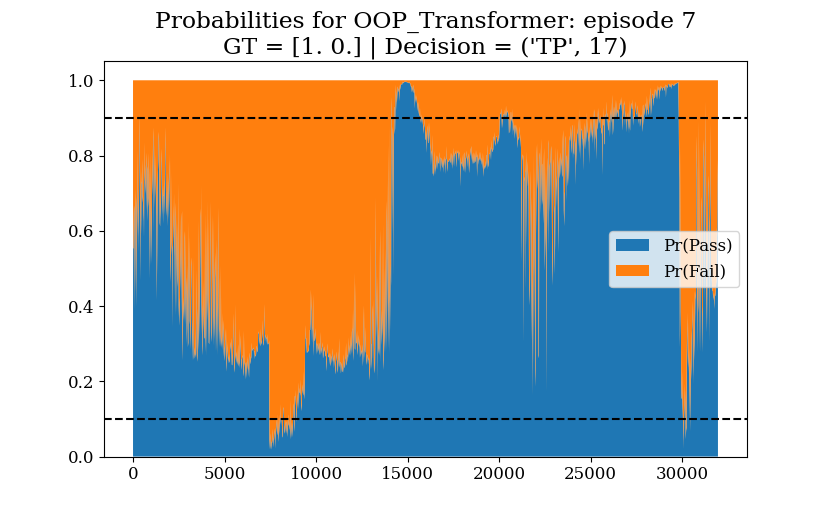 Probabilities for OOP_Transformer: episode 7
GT = [1. 0.] | Decision = ('TP', 17)
1.0
0.8
0.6
0.4
0.2
0.0
Pr(Pass)
Pr(Fail)
0 5000 10000 15000 20000 25000 30000